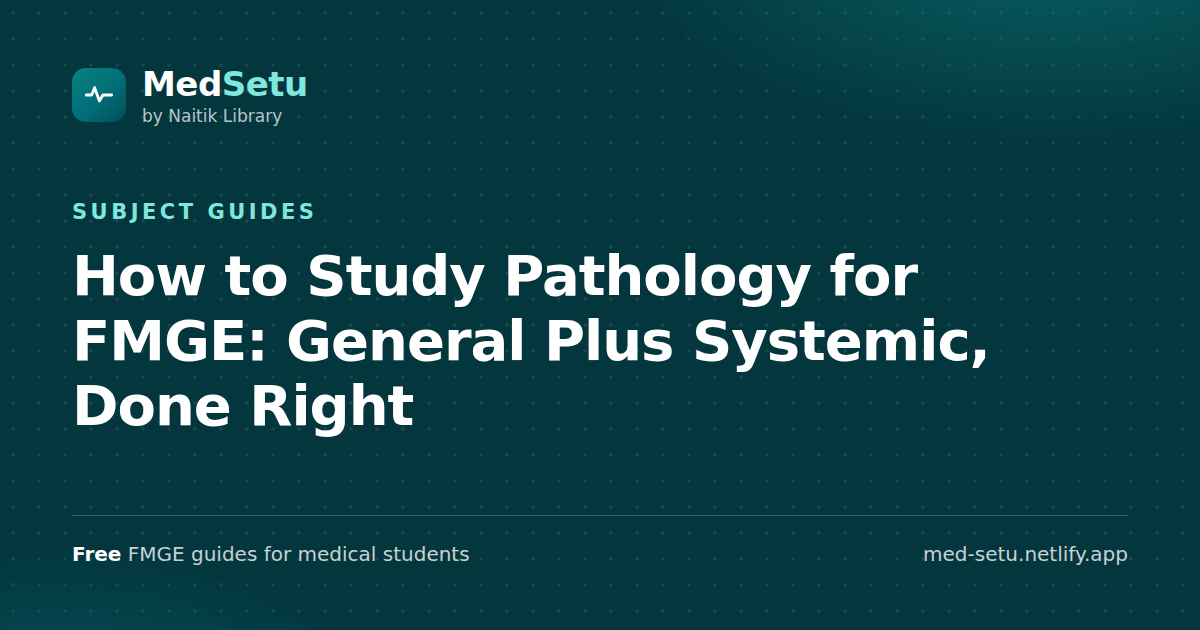 MedSetu
by Naitik Library
SUBJECT GUIDES
How to Study Pathology for
FMGE: General Plus Systemic,
Done Right
Free FMGE guides for medical students
med-setu.netlify.app